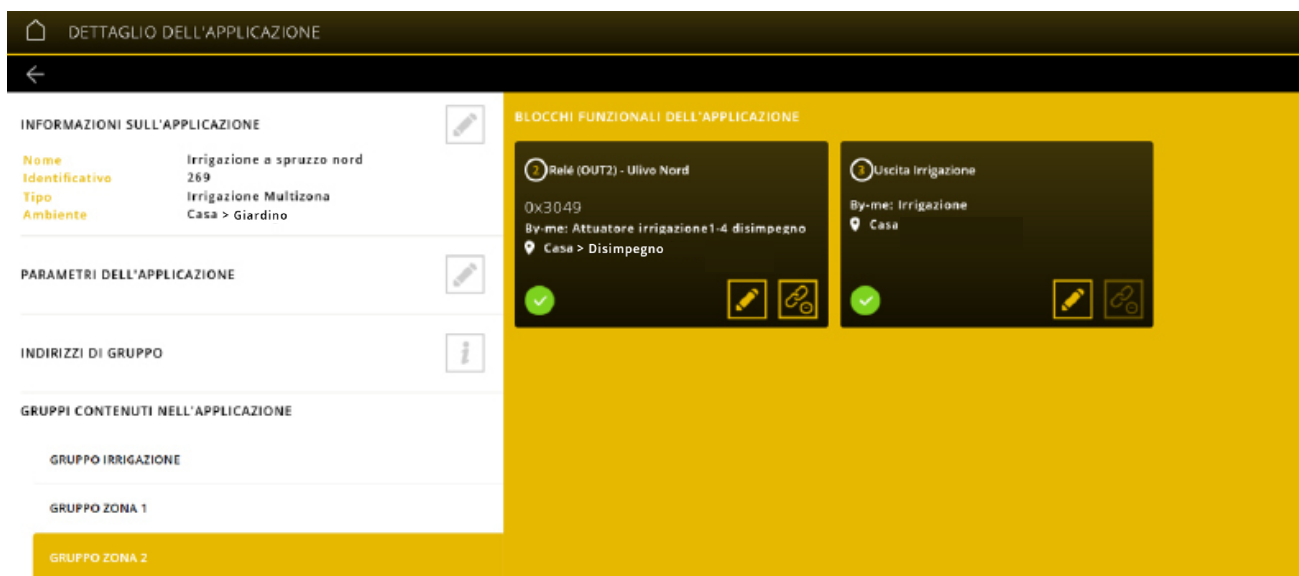 DETTAGLIO DELL'APPLICAZIONE
INFORMAZIONI SULL'APPLICAZIONE
Nome Irrigazione a spruzzo nord
Identificativo 269
Tipo Irrigazione Multizona
Ambiente Casa > Giardino
PARAMETRI DELL'APPLICAZIONE
INDIRIZZI DI GRUPPO
GRUPPI CONTENUTI NELL'APPLICAZIONE
GRUPPO IRRIGAZIONE
GRUPPO ZONA 1
GRUPPO ZONA 2
BLOCCHI FUNZIONALI DELL'APPLICAZIONE
2 Relé (OUT2) - Ulivo Nord
0x3049
By-me: Attuatore irrigazione1-4 disimpegno
Casa > Disimpegno
3 Uscita Irrigazione
By-me: Irrigazione
Casa